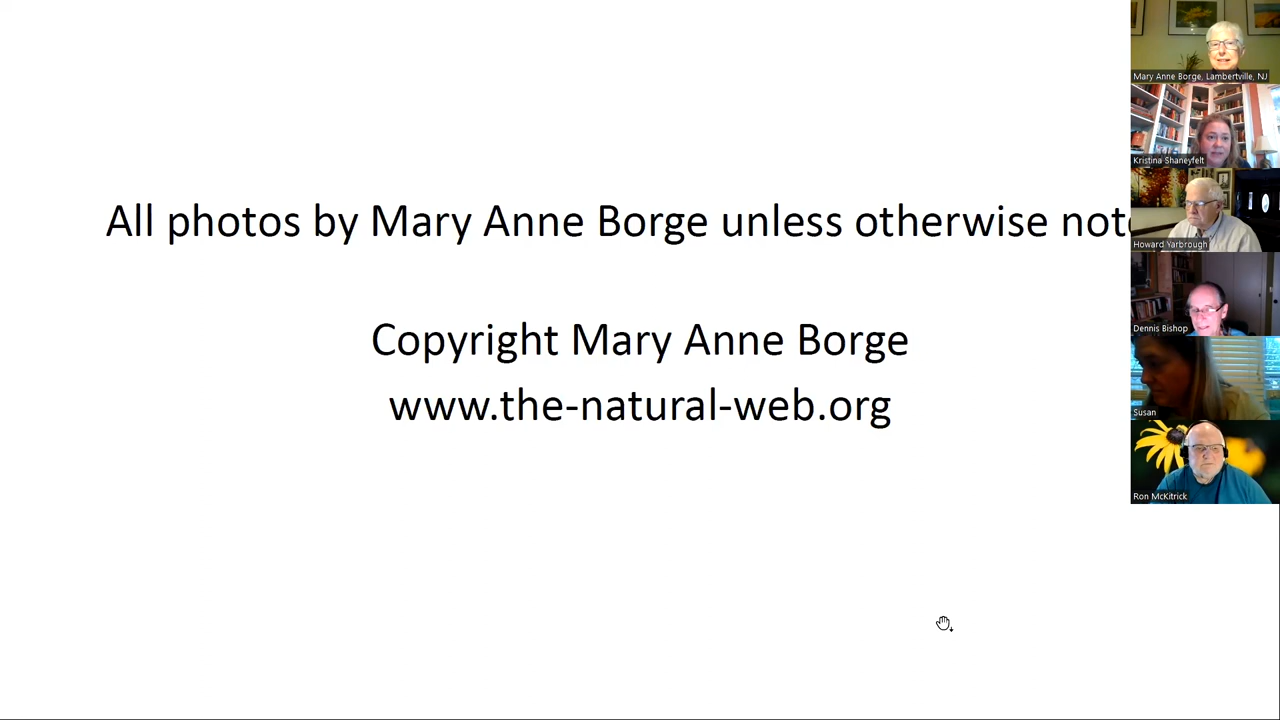 All photos by Mary Anne Borge unless otherwise note
Copyright Mary Anne Borge
www.the-natural-web.org
Mary Anne Borge, Lambertville, NJ
Kristina Shaneyfelt
Howard Yarbrough
Dennis Bishop
Susan
Ron McKitrick